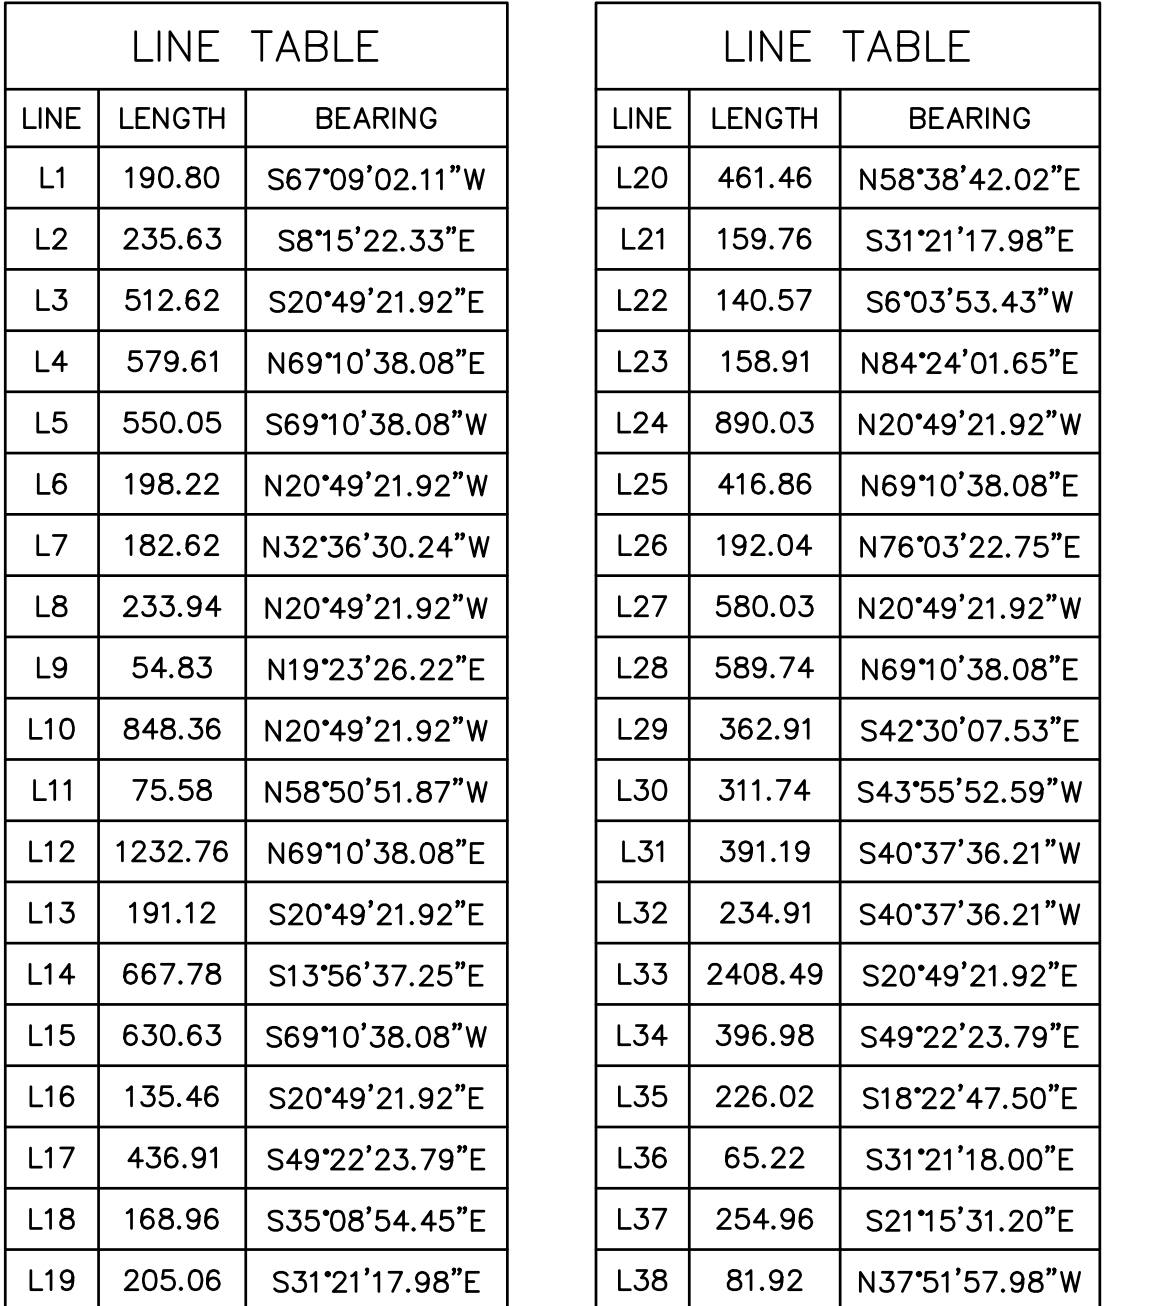 LINE TABLE
LINE LENGTH BEARING
L1 190.80 S67°09'02.11"W
L2 235.63 S8°15'22.33"E
L3 512.62 S20°49'21.92"E
L4 579.61 N69°10'38.08"E
L5 550.05 S69°10'38.08"W
L6 198.22 N20°49'21.92"W
L7 182.62 N32°36'30.24"W
L8 233.94 N20°49'21.92"W
L9 54.83 N19°23'26.22"E
L10 848.36 N20°49'21.92"W
L11 75.58 N58°50'51.87"W
L12 1232.76 N69°10'38.08"E
L13 191.12 S20°49'21.92"E
L14 667.78 S13°56'37.25"E
L15 630.63 S69°10'38.08"W
L16 135.46 S20°49'21.92"E
L17 436.91 S49°22'23.79"E
L18 168.96 S35°08'54.45"E
L19 205.06 S31°21'17.98"E
LINE TABLE
LINE LENGTH BEARING
L20 461.46 N58°38'42.02"E
L21 159.76 S31°21'17.98"E
L22 140.57 S6°03'53.43"W
L23 158.91 N84°24'01.65"E
L24 890.03 N20°49'21.92"W
L25 416.86 N69°10'38.08"E
L26 192.04 N76°03'22.75"E
L27 580.03 N20°49'21.92"W
L28 589.74 N69°10'38.08"E
L29 362.91 S42°30'07.53"E
L30 311.74 S43°55'52.59"W
L31 391.19 S40°37'36.21"W
L32 234.91 S40°37'36.21"W
L33 2408.49 S20°49'21.92"E
L34 396.98 S49°22'23.79"E
L35 226.02 S18°22'47.50"E
L36 65.22 S31°21'18.00"E
L37 254.96 S21°15'31.20"E
L38 81.92 N37°51'57.98"W